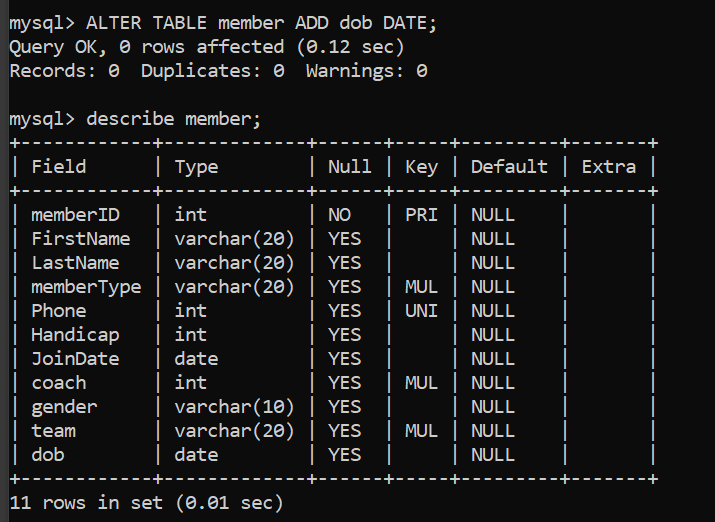 mysql> ALTER TABLE member ADD dob DATE;
Query OK, 0 rows affected (0.12 sec)
Records: 0  Duplicates: 0  Warnings: 0

mysql> describe member;
+------------+-------------+------+-----+---------+-------+
| Field      | Type        | Null | Key | Default | Extra |
+------------+-------------+------+-----+---------+-------+
| memberID   | int         | NO   | PRI | NULL    |       |
| FirstName  | varchar(20) | YES  |     | NULL    |       |
| LastName   | varchar(20) | YES  |     | NULL    |       |
| memberType | varchar(20) | YES  | MUL | NULL    |       |
| Phone      | int         | YES  | UNI | NULL    |       |
| Handicap   | int         | YES  |     | NULL    |       |
| JoinDate   | date        | YES  |     | NULL    |       |
| coach      | int         | YES  | MUL | NULL    |       |
| gender     | varchar(10) | YES  |     | NULL    |       |
| team       | varchar(20) | YES  | MUL | NULL    |       |
| dob        | date        | YES  |     | NULL    |       |
+------------+-------------+------+-----+---------+-------+
11 rows in set (0.01 sec)